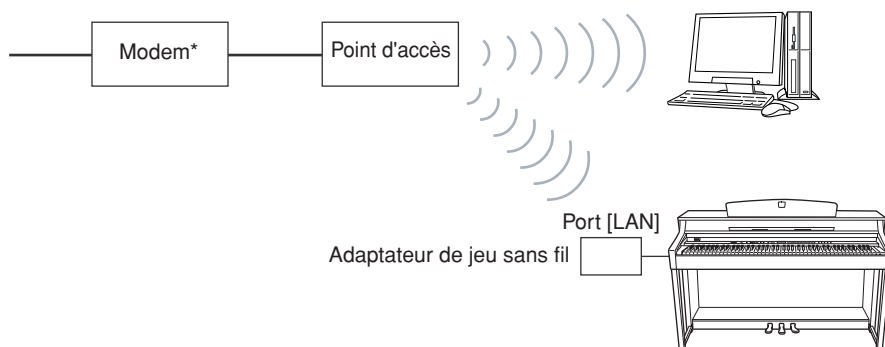 Modem*
Point d'accès
Port [LAN]
Adaptateur de jeu sans fil